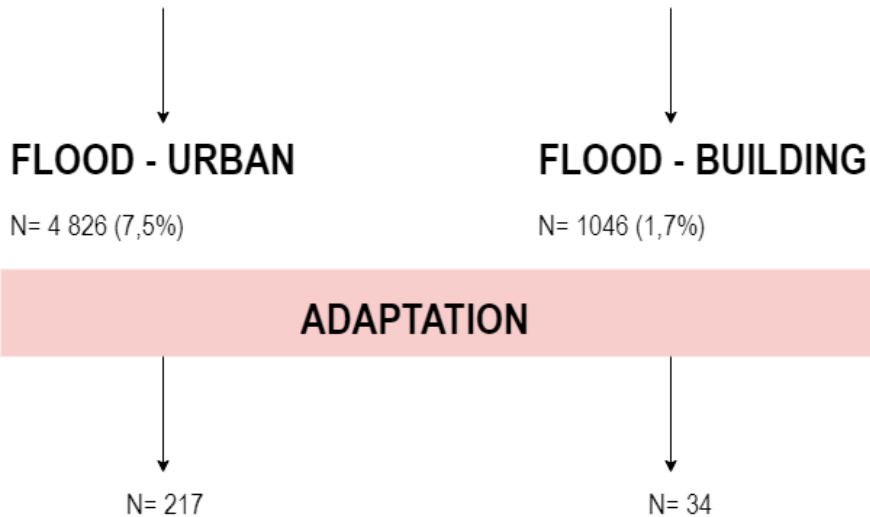 FLOOD - URBAN
FLOOD - BUILDING
N= 4 826 (7,5%)
N= 1046 (1,7%)
ADAPTATION
N= 217
N= 34